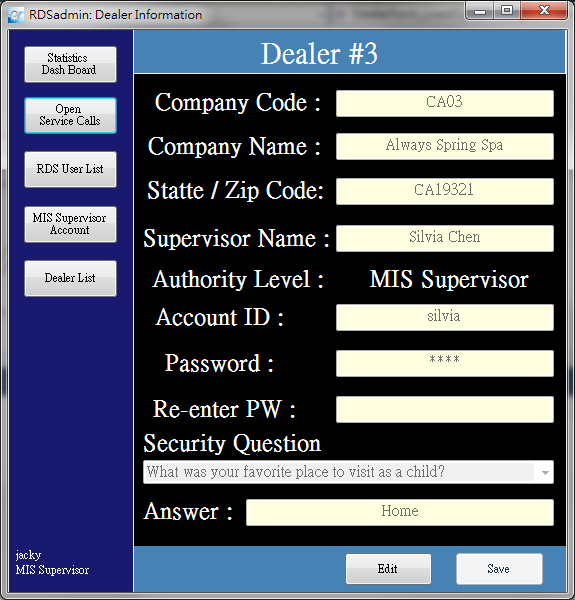 RDSadmin: Dealer Information
Statistics
Dash Board
Open
Service Calls
RDS User List
MIS Supervisor
Account
Dealer List
jacky
MIS Supervisor
Dealer #3
Company Code :
CA03
Company Name :
Always Spring Spa
Statte / Zip Code:
CA19321
Supervisor Name :
Silvia Chen
Authority Level :
MIS Supervisor
Account ID :
silvia
Password :
****
Re-enter PW :
Security Question
What was your favorite place to visit as a child?
Answer :
Home
Edit
Save